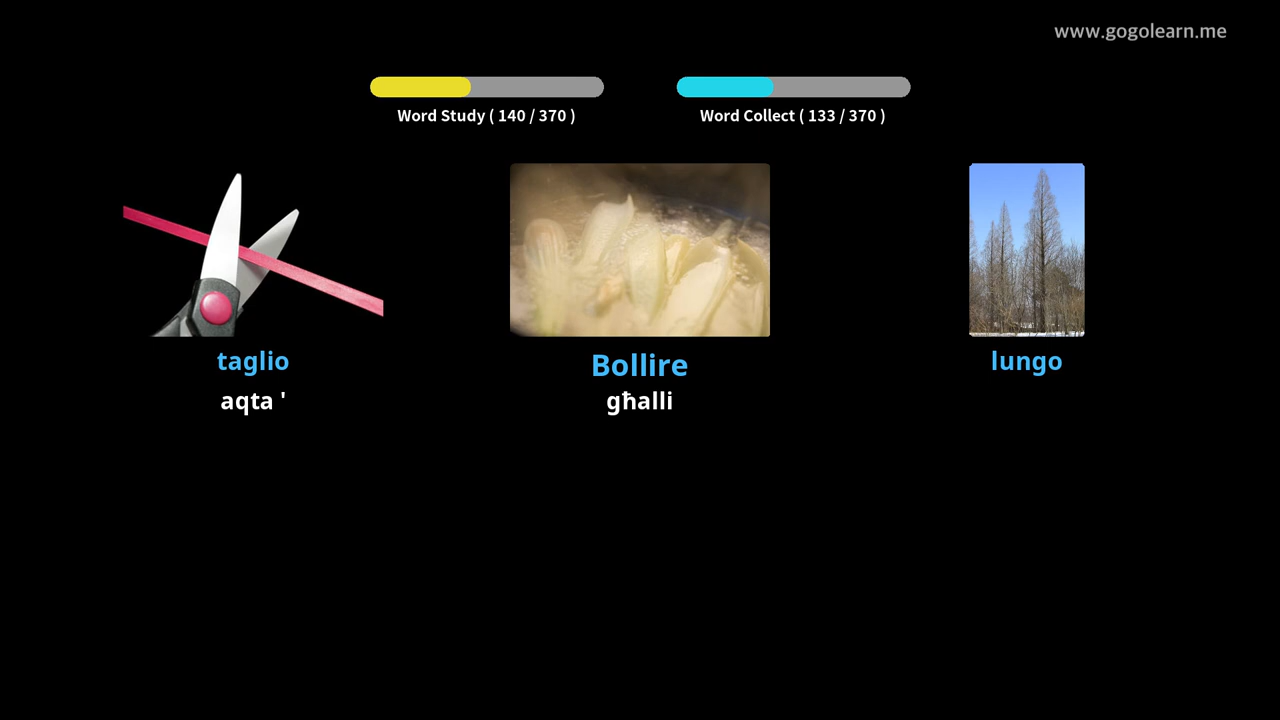 www.gogolearn.me
Word Study ( 140 / 370 )
Word Collect ( 133 / 370 )
taglio
Bollire
lungo
aqta '
għalli